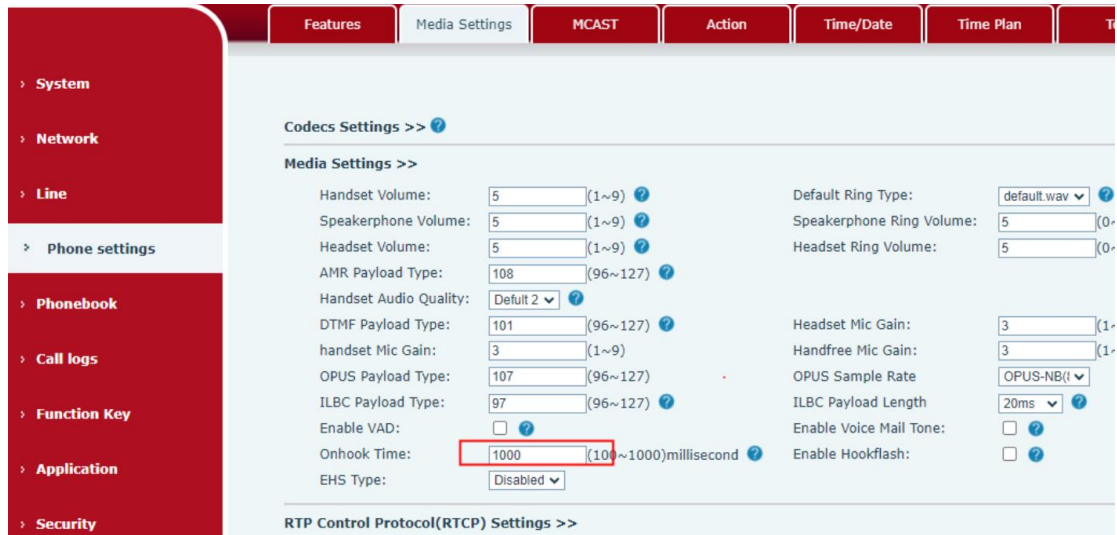 Features Media Settings MCAST Action Time/Date Time Plan
› System
› Network
› Line
› Phone settings
› Phonebook
› Call logs
› Function Key
› Application
› Security
Codecs Settings >> ?
Media Settings >>
Handset Volume: 5 (1~9) ? Default Ring Type: default.wav ?
Speakerphone Volume: 5 (1~9) ? Speakerphone Ring Volume: 5 (0~
Headset Volume: 5 (1~9) ? Headset Ring Volume: 5 (0~
AMR Payload Type: 108 (96~127) ?
Handset Audio Quality: Defult 2 ?
DTMF Payload Type: 101 (96~127) ? Headset Mic Gain: 3 (1~
handset Mic Gain: 3 (1~9) Handfree Mic Gain: 3 (1~
OPUS Payload Type: 107 (96~127) OPUS Sample Rate OPUS-NB(
ILBC Payload Type: 97 (96~127) ? ILBC Payload Length 20ms ?
Enable VAD: ? Enable Voice Mail Tone: ?
Onhook Time: 1000 (100~1000)millisecond ? Enable Hookflash: ?
EHS Type: Disabled
RTP Control Protocol(RTCP) Settings >>